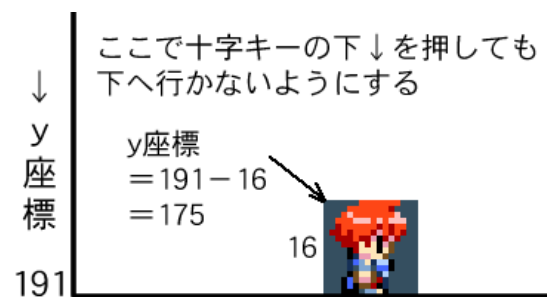 ここで十字キーの下↓を押しても
下へ行かないようにする
↓y座標
y座標
＝191－16
＝175
16
191